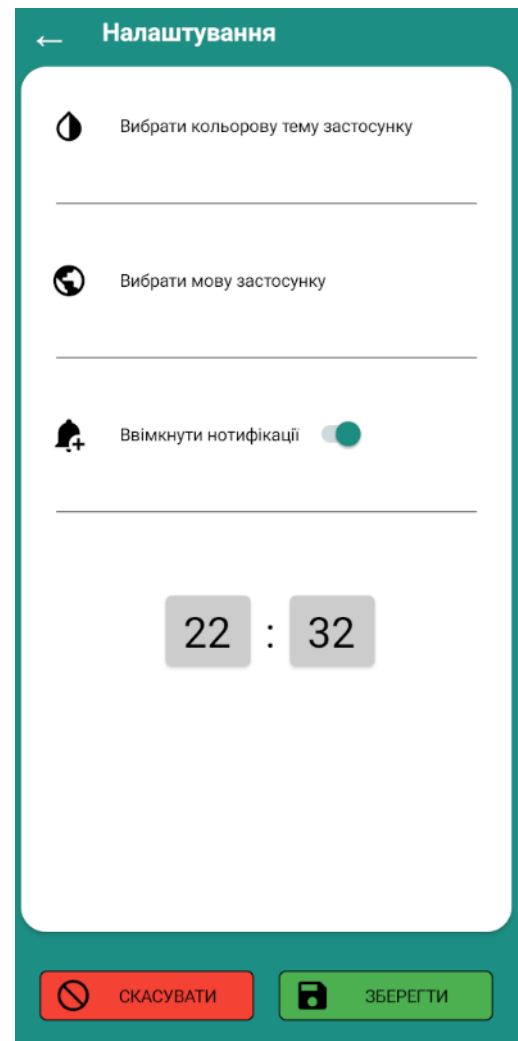 ← Налаштування
Вибрати кольорову тему застосунку
Вибрати мову застосунку
Ввімкнути нотифікації
22 : 32
СКАСУВАТИ
ЗБЕРЕГТИ